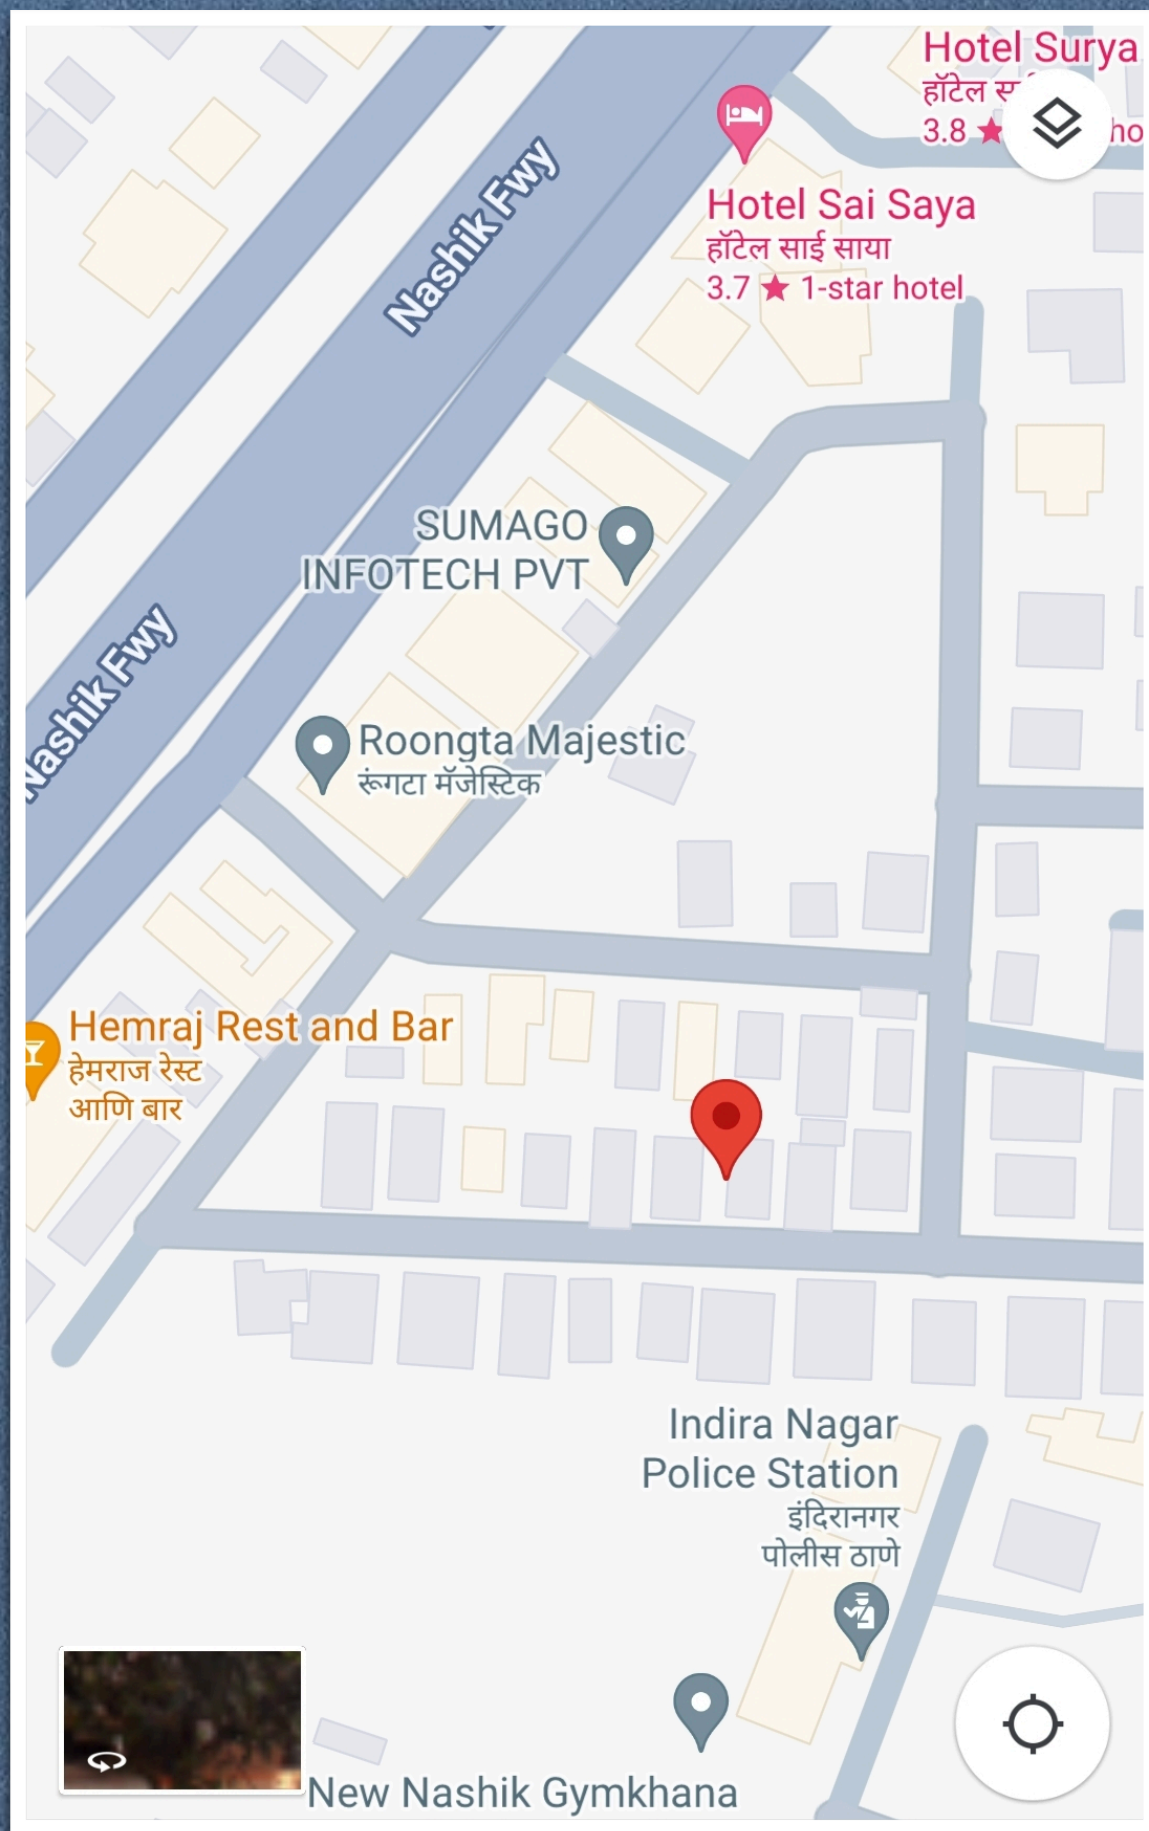 Hotel Surya
हॉटेल
3.8 ★
Nashik Fwy
Hotel Sai Saya
हॉटेल साई साया
3.7 ★ 1-star hotel
SUMAGO
INFOTECH PVT
Nashik Fwy
Roongta Majestic
रूंगटा मॅजेस्टिक
Hemraj Rest and Bar
हेमराज रेस्ट
आणि बार
Indira Nagar
Police Station
इंदिरानगर
पोलीस ठाणे
New Nashik Gymkhana